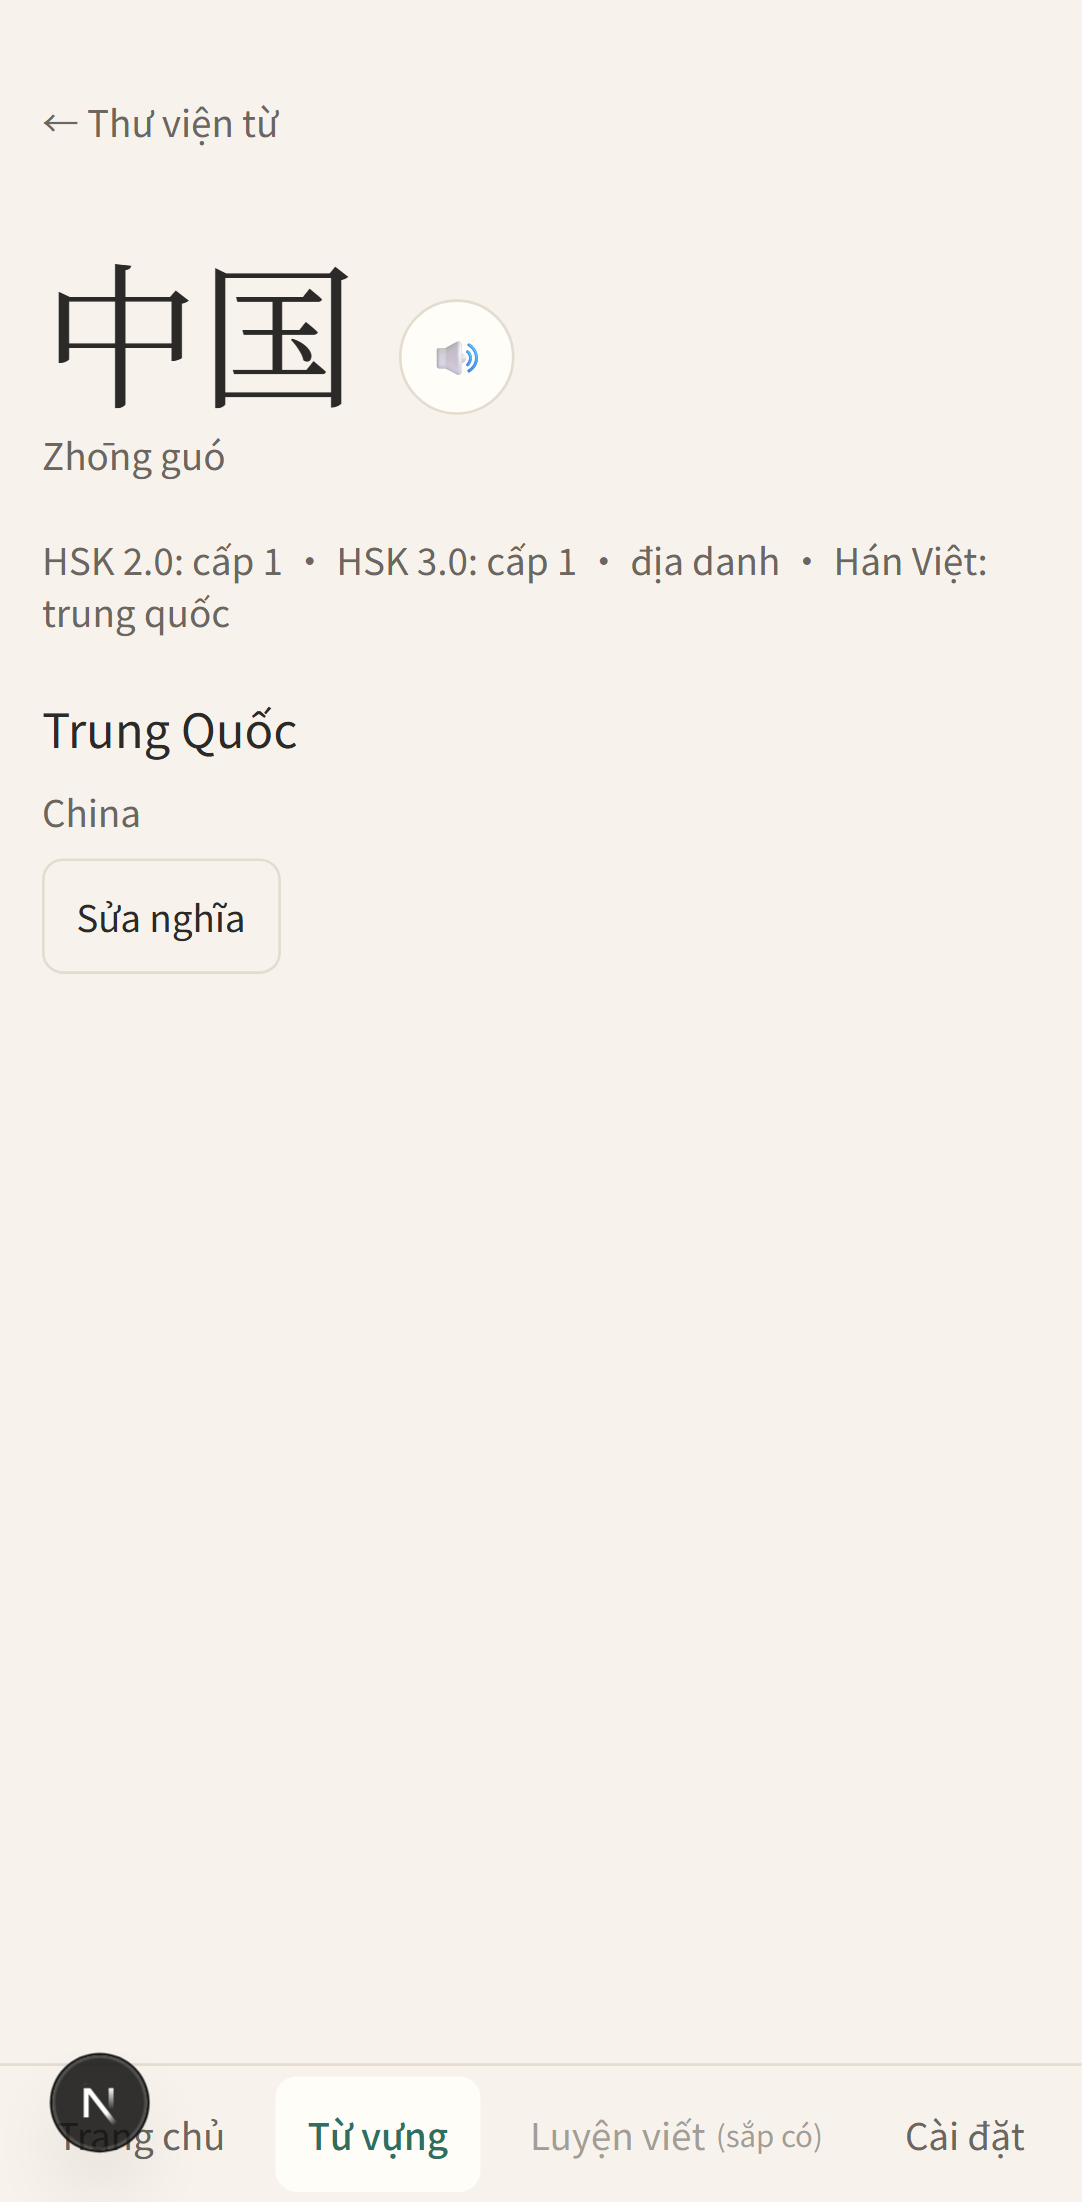 ← Thư viện từ
中国
Zhōng guó
HSK 2.0: cấp 1 • HSK 3.0: cấp 1 • địa danh • Hán Việt:
trung quốc
Trung Quốc
China
Sửa nghĩa
N
Trang chủ Từ vựng Luyện viết (sắp có) Cài đặt